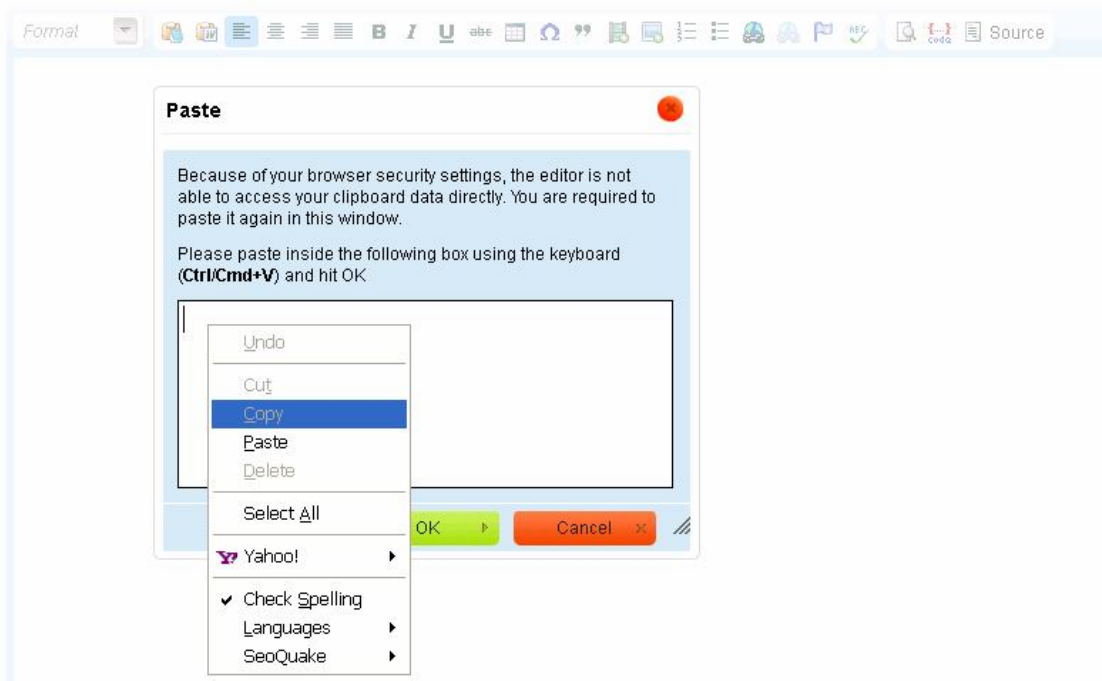 Format Source
B I U abc Ω ” ABC {...} code
Paste
Because of your browser security settings, the editor is not
able to access your clipboard data directly. You are required to
paste it again in this window.
Please paste inside the following box using the keyboard
(Ctrl/Cmd+V) and hit OK
Undo
Cut
Copy
Paste
Delete
Select All
OK Cancel
Yahoo!
Check Spelling
Languages
SeoQuake